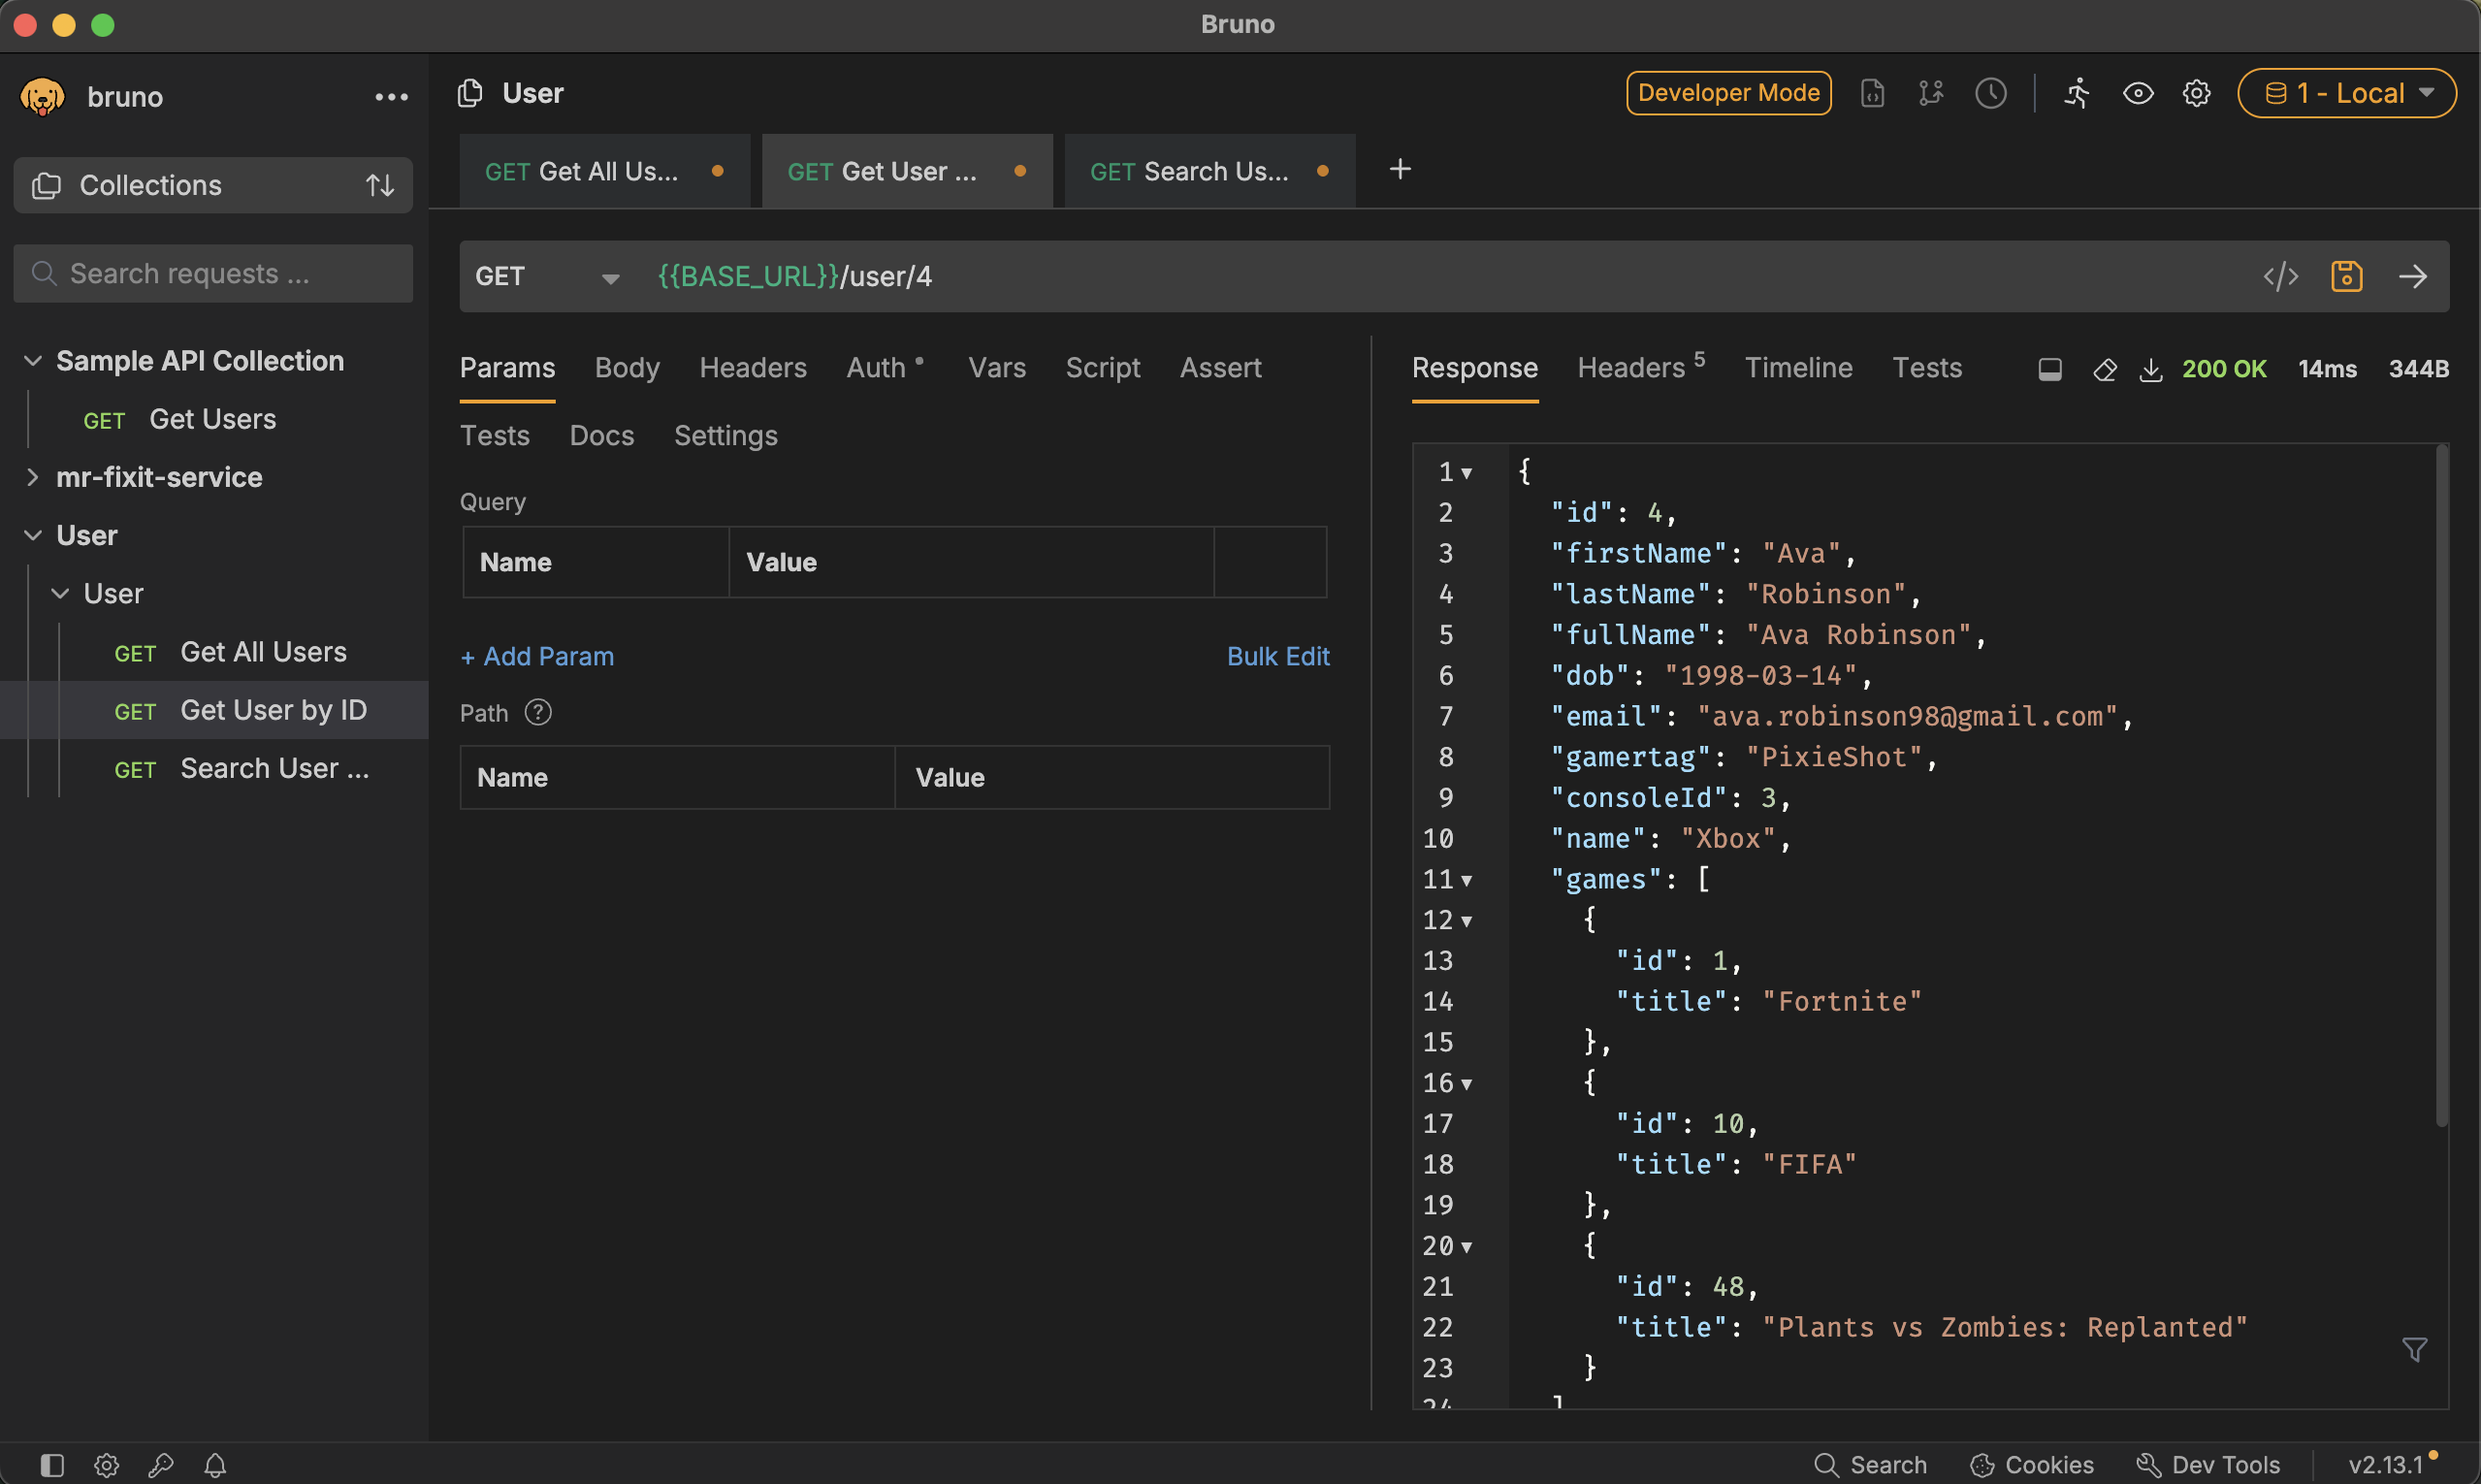 Bruno
bruno
Collections
Search requests ...
Sample API Collection
GET Get Users
mr-fixit-service
User
User
GET Get All Users
GET Get User by ID
GET Search User ...
User
Developer Mode
1 - Local
GET Get All Us...
GET Get User ...
GET Search Us...
+
GET
{{BASE_URL}}/user/4
</>
Params Body Headers Auth Vars Script Assert
Tests Docs Settings
Query
Name Value
+ Add Param Bulk Edit
Path ?
Name Value
Response Headers 5 Timeline Tests
200 OK 14ms 344B
1 {
2 "id": 4,
3 "firstName": "Ava",
4 "lastName": "Robinson",
5 "fullName": "Ava Robinson",
6 "dob": "1998-03-14",
7 "email": "ava.robinson98@gmail.com",
8 "gamertag": "PixieShot",
9 "consoleId": 3,
10 "name": "Xbox",
11 "games": [
12 {
13 "id": 1,
14 "title": "Fortnite"
15 },
16 {
17 "id": 10,
18 "title": "FIFA"
19 },
20 {
21 "id": 48,
22 "title": "Plants vs Zombies: Replanted"
23 }
24 ]
Search Cookies Dev Tools v2.13.1